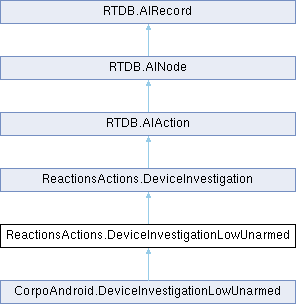 RTDB.AIRecord
RTDB.AINode
RTDB.AIAction
ReactionsActions.DeviceInvestigation
ReactionsActions.DeviceInvestigationLowUnarmed
CorpoAndroid.DeviceInvestigationLowUnarmed